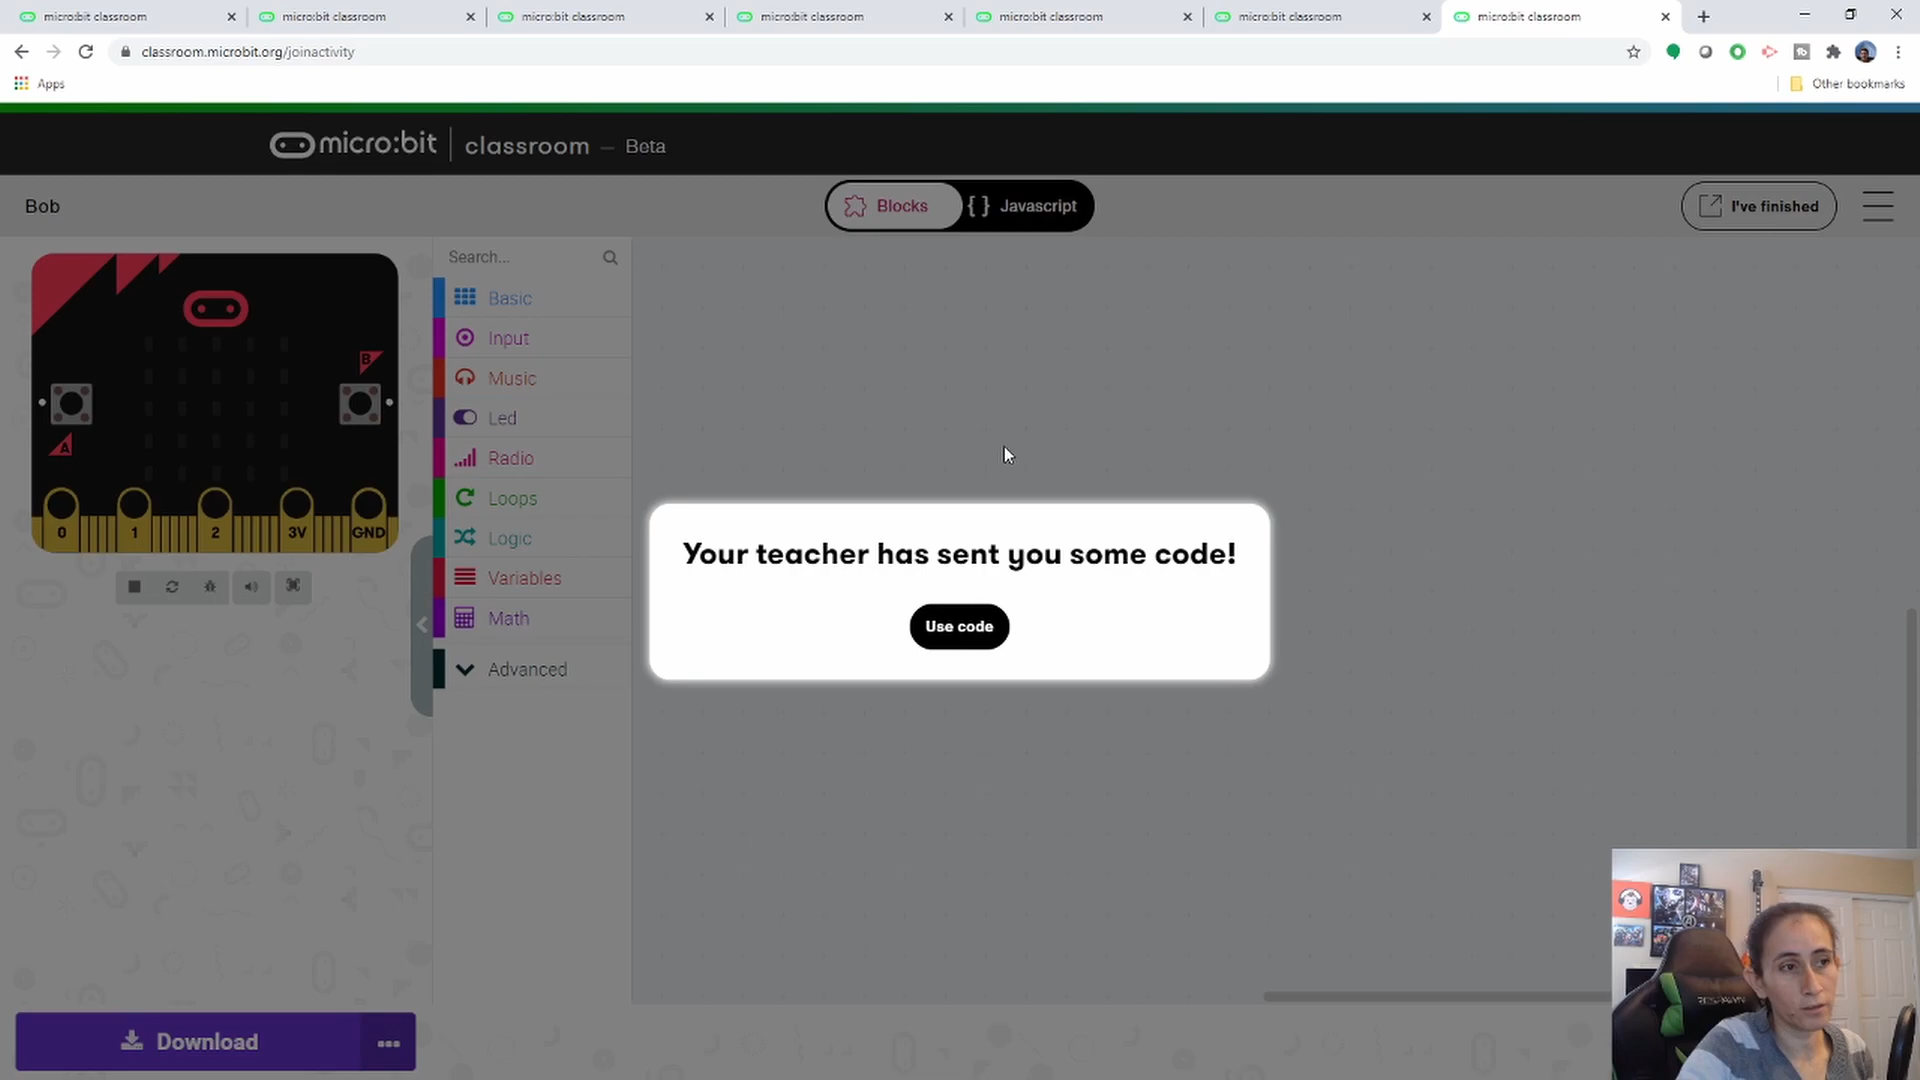 micro:bit classroom micro:bit classroom micro:bit classroom micro:bit classroom micro:bit classroom micro:bit classroom micro:bit classroom
classroom.microbit.org/joinactivity
Apps Other bookmarks
micro:bit classroom – Beta
Bob Blocks { } Javascript I've finished
Search...
Basic
Input
Music
Led
Radio
Loops
Logic
Variables
Math
Advanced
B
A
0 1 2 3V GND
Your teacher has sent you some code!
Use code
Download
RESPAWN